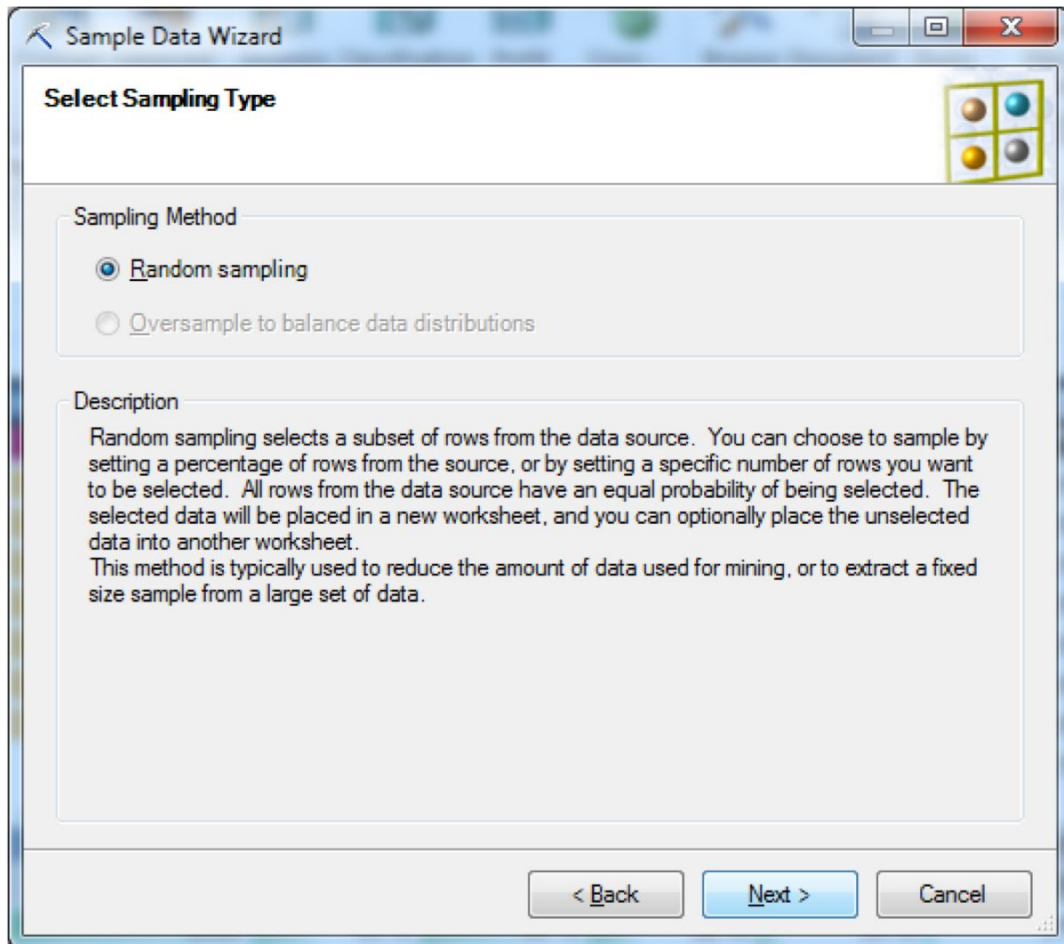 Sample Data Wizard
Select Sampling Type
Sampling Method
Random sampling
Oversample to balance data distributions
Description
Random sampling selects a subset of rows from the data source.  You can choose to sample by
setting a percentage of rows from the source, or by setting a specific number of rows you want
to be selected.  All rows from the data source have an equal probability of being selected.  The
selected data will be placed in a new worksheet, and you can optionally place the unselected
data into another worksheet.
This method is typically used to reduce the amount of data used for mining, or to extract a fixed
size sample from a large set of data.
< Back
Next >
Cancel